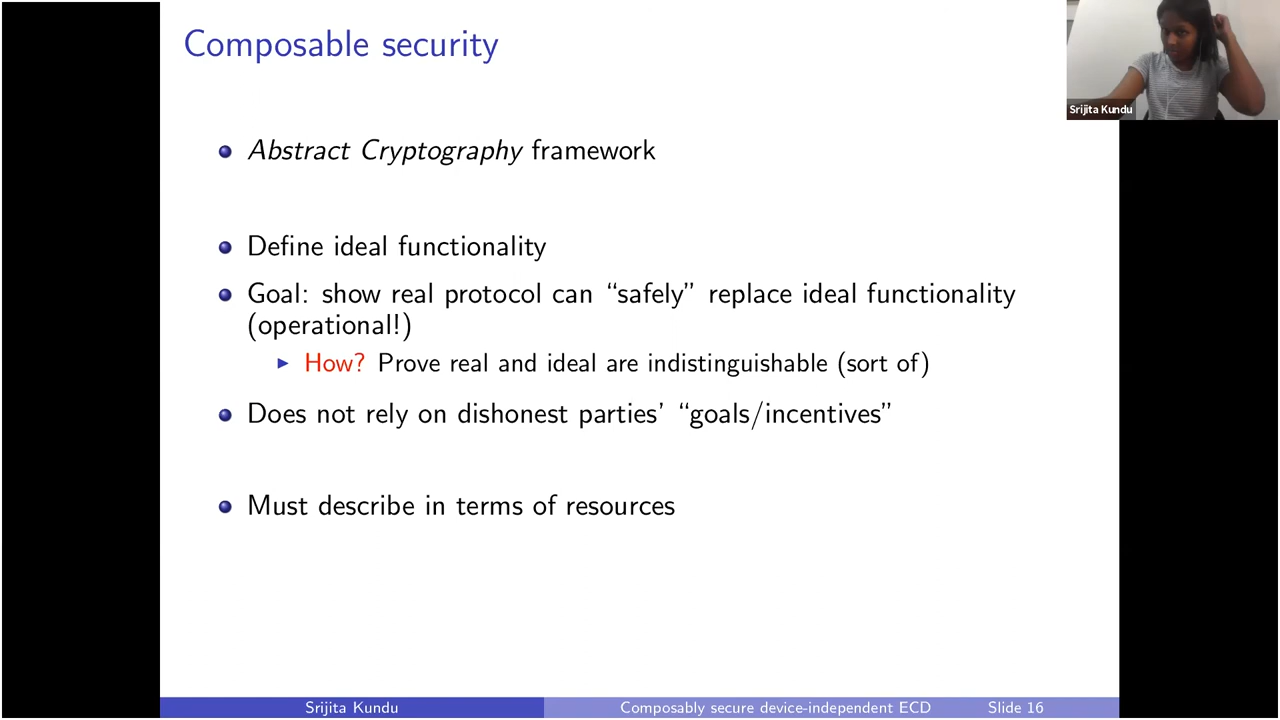 Composable security
Srijita Kundu
Abstract Cryptography framework
Define ideal functionality
Goal: show real protocol can “safely” replace ideal functionality
(operational!)
How? Prove real and ideal are indistinguishable (sort of)
Does not rely on dishonest parties’ “goals/incentives”
Must describe in terms of resources
Srijita Kundu Composably secure device-independent ECD Slide 16